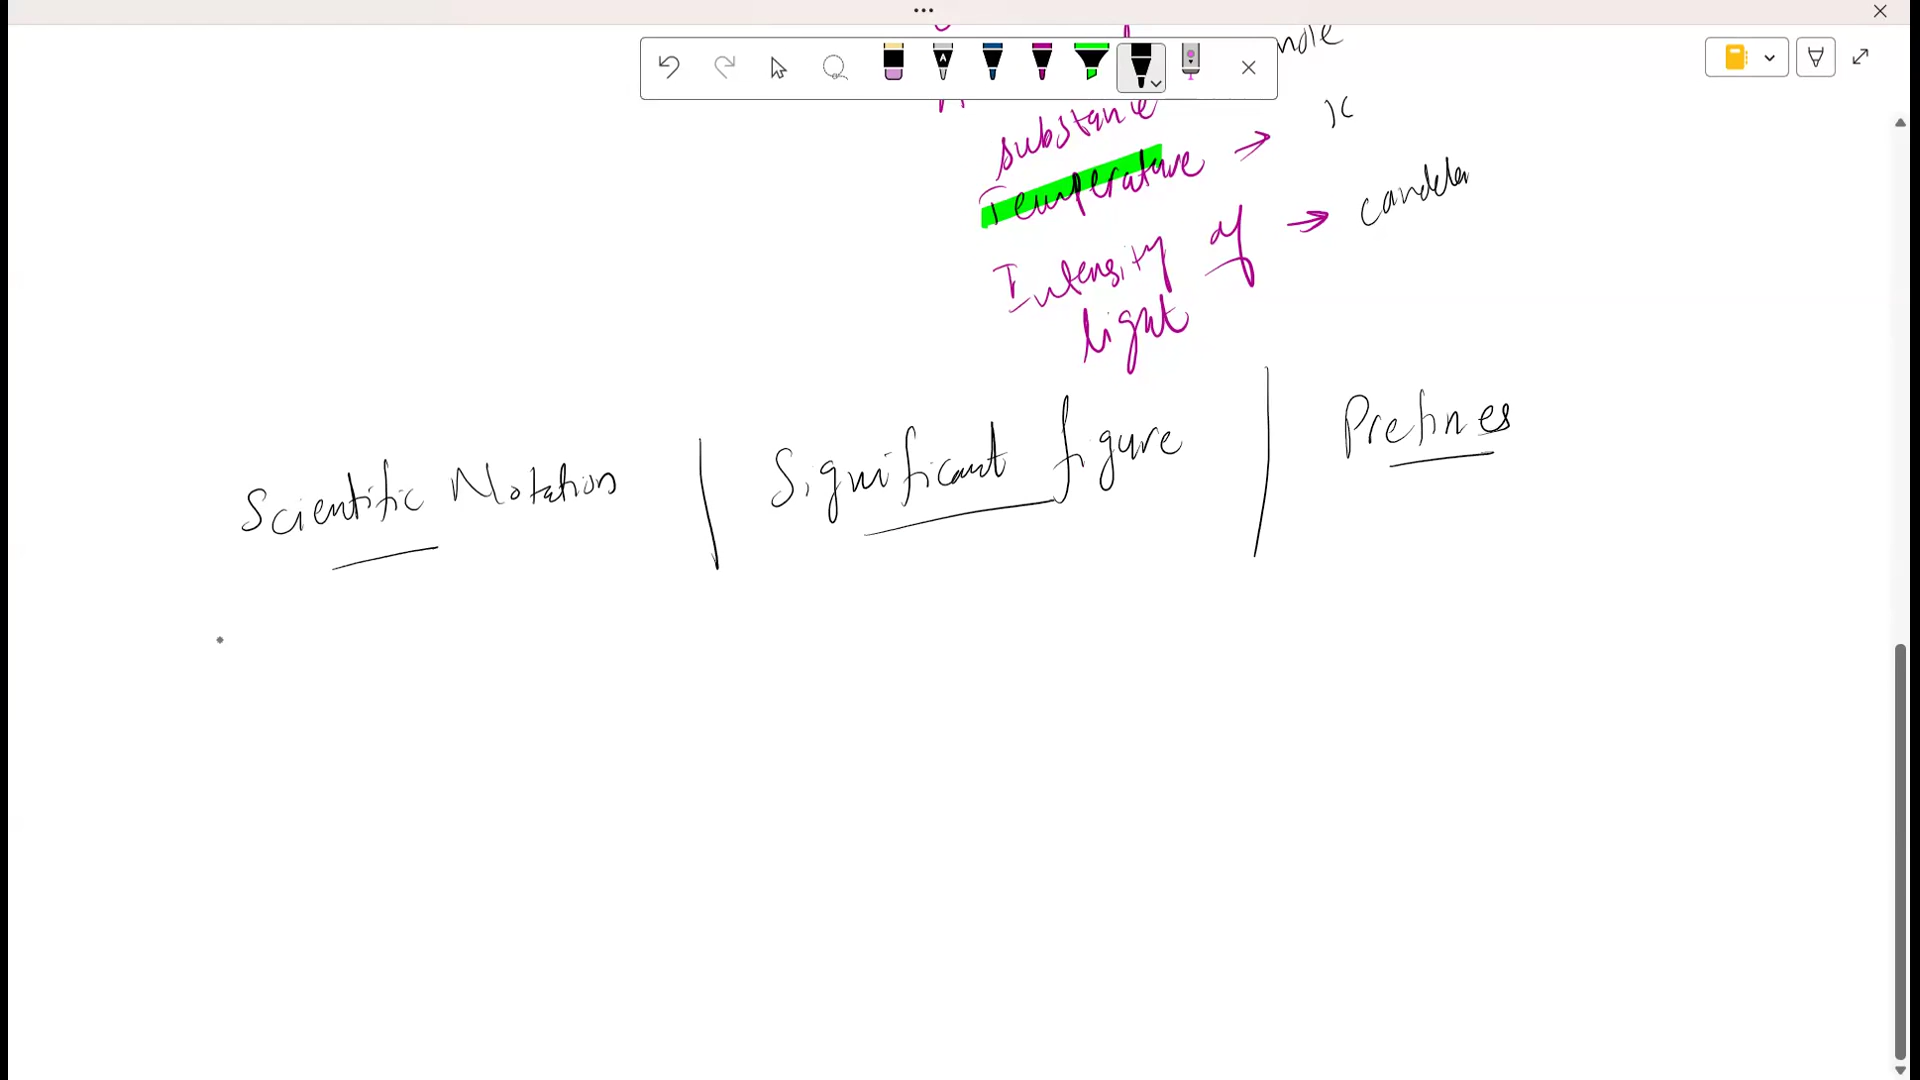 mole
substance
Temperature → K
Intensity of → candela
light
Scientific Notation | Significant figure | Prefixes